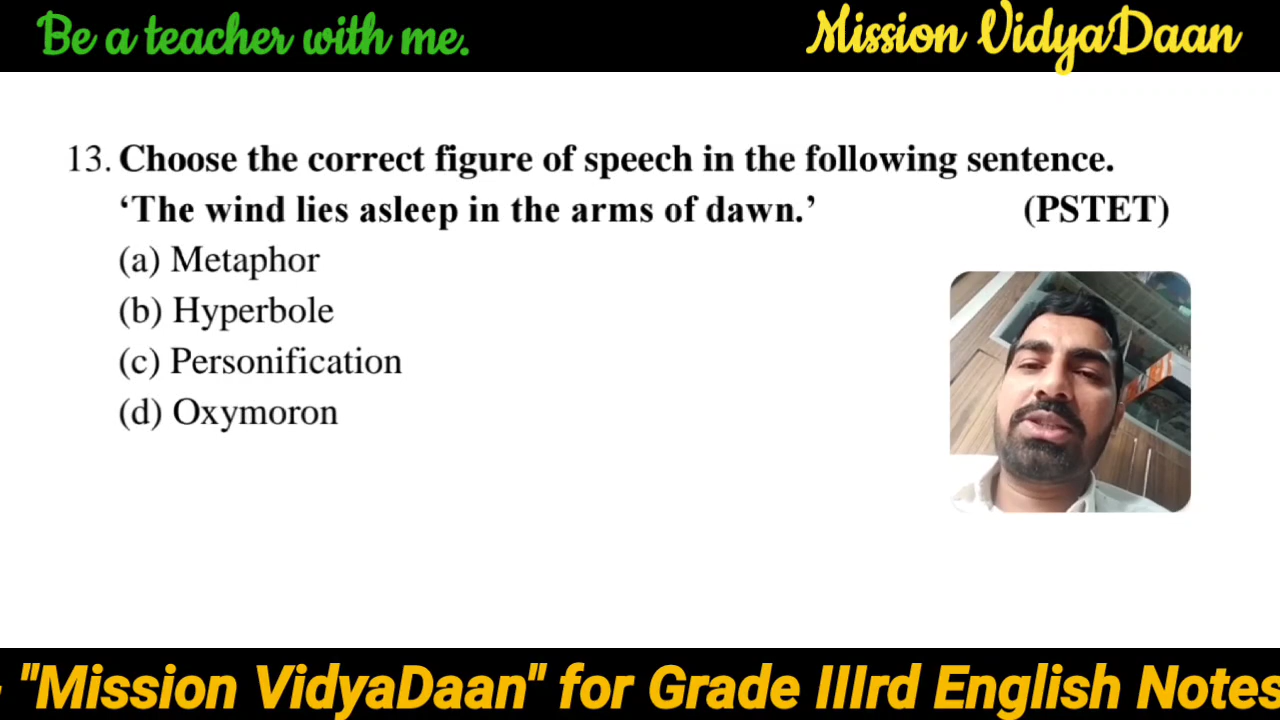 Be a teacher with me.
Mission VidyaDaan
13. Choose the correct figure of speech in the following sentence.
‘The wind lies asleep in the arms of dawn.’ (PSTET)
(a) Metaphor
(b) Hyperbole
(c) Personification
(d) Oxymoron
"Mission VidyaDaan" for Grade IIIrd English Notes